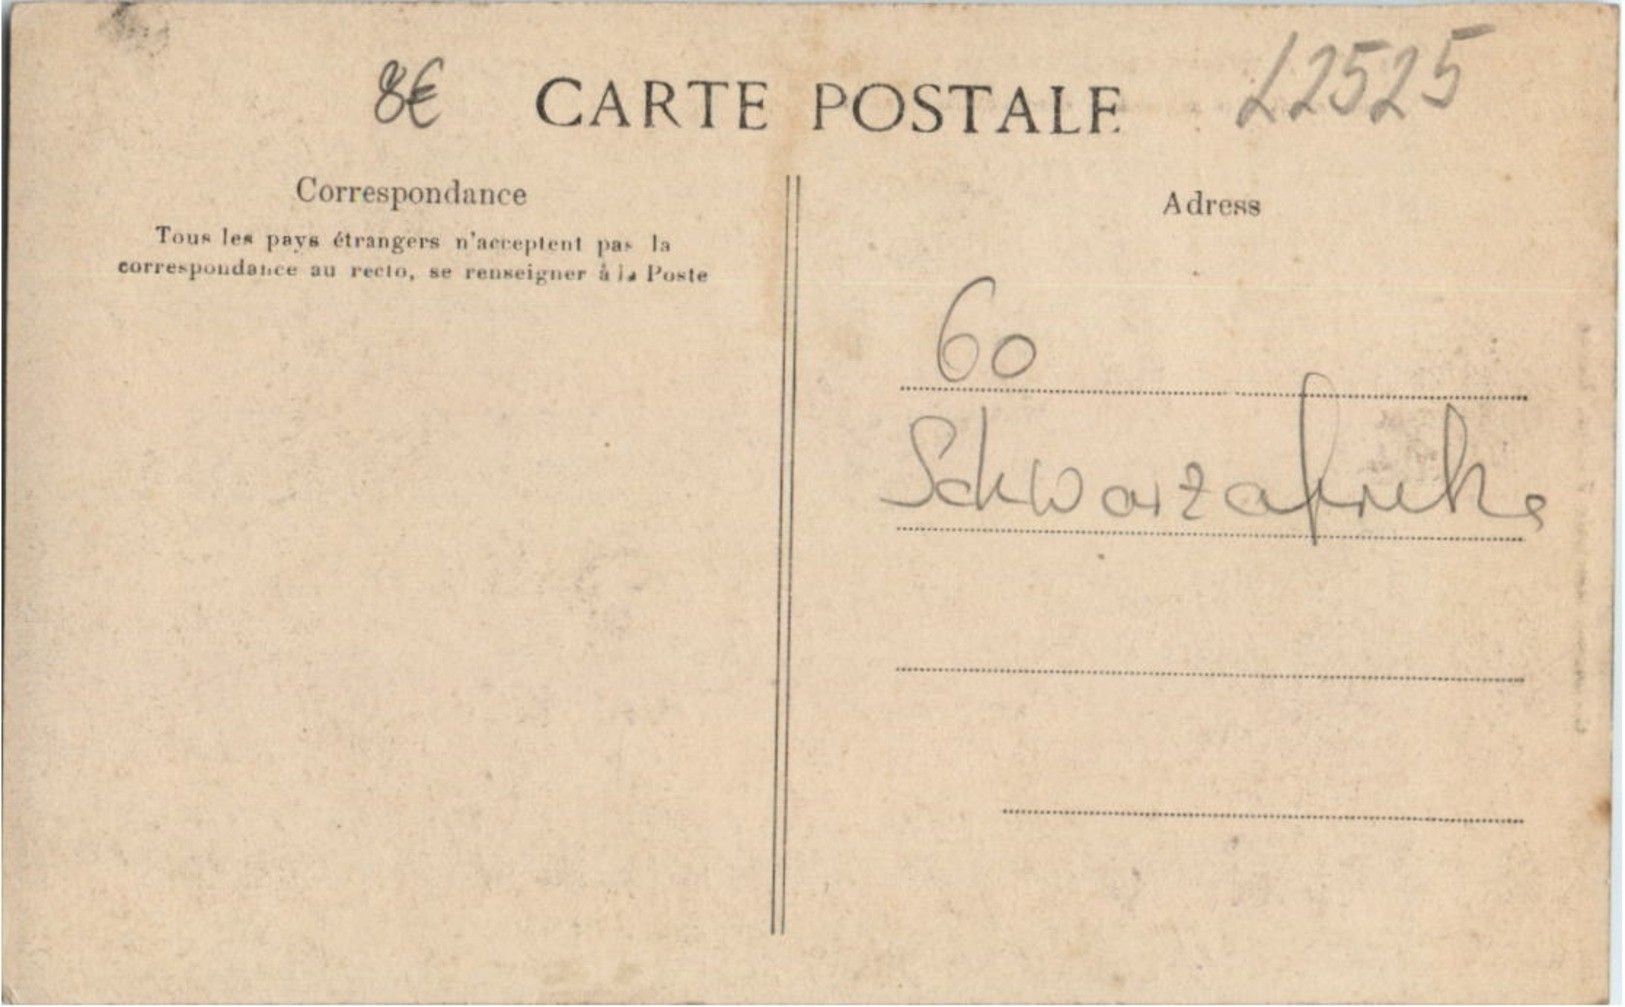 8€ CARTE POSTALE L2525
Correspondance
Tous les pays étrangers n'acceptent pas la
correspondance au recto, se renseigner à la Poste
Adress
60
Schwarzafrika